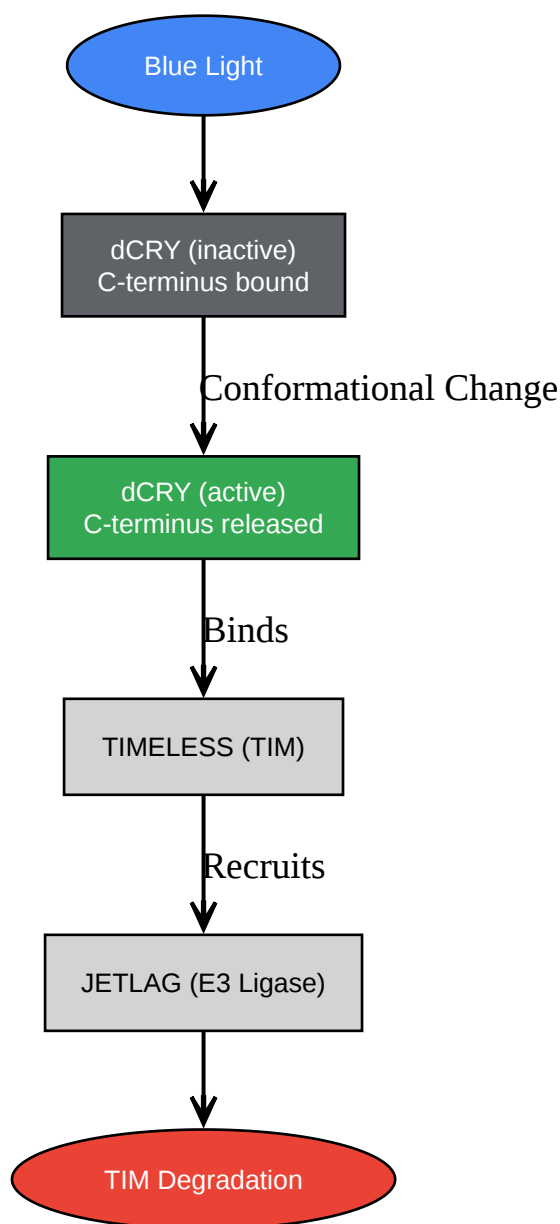 Blue Light
dCRY (inactive)
C-terminus bound
Conformational Change
dCRY (active)
C-terminus released
Binds
TIMELESS (TIM)
Recruits
JETLAG (E3 Ligase)
TIM Degradation